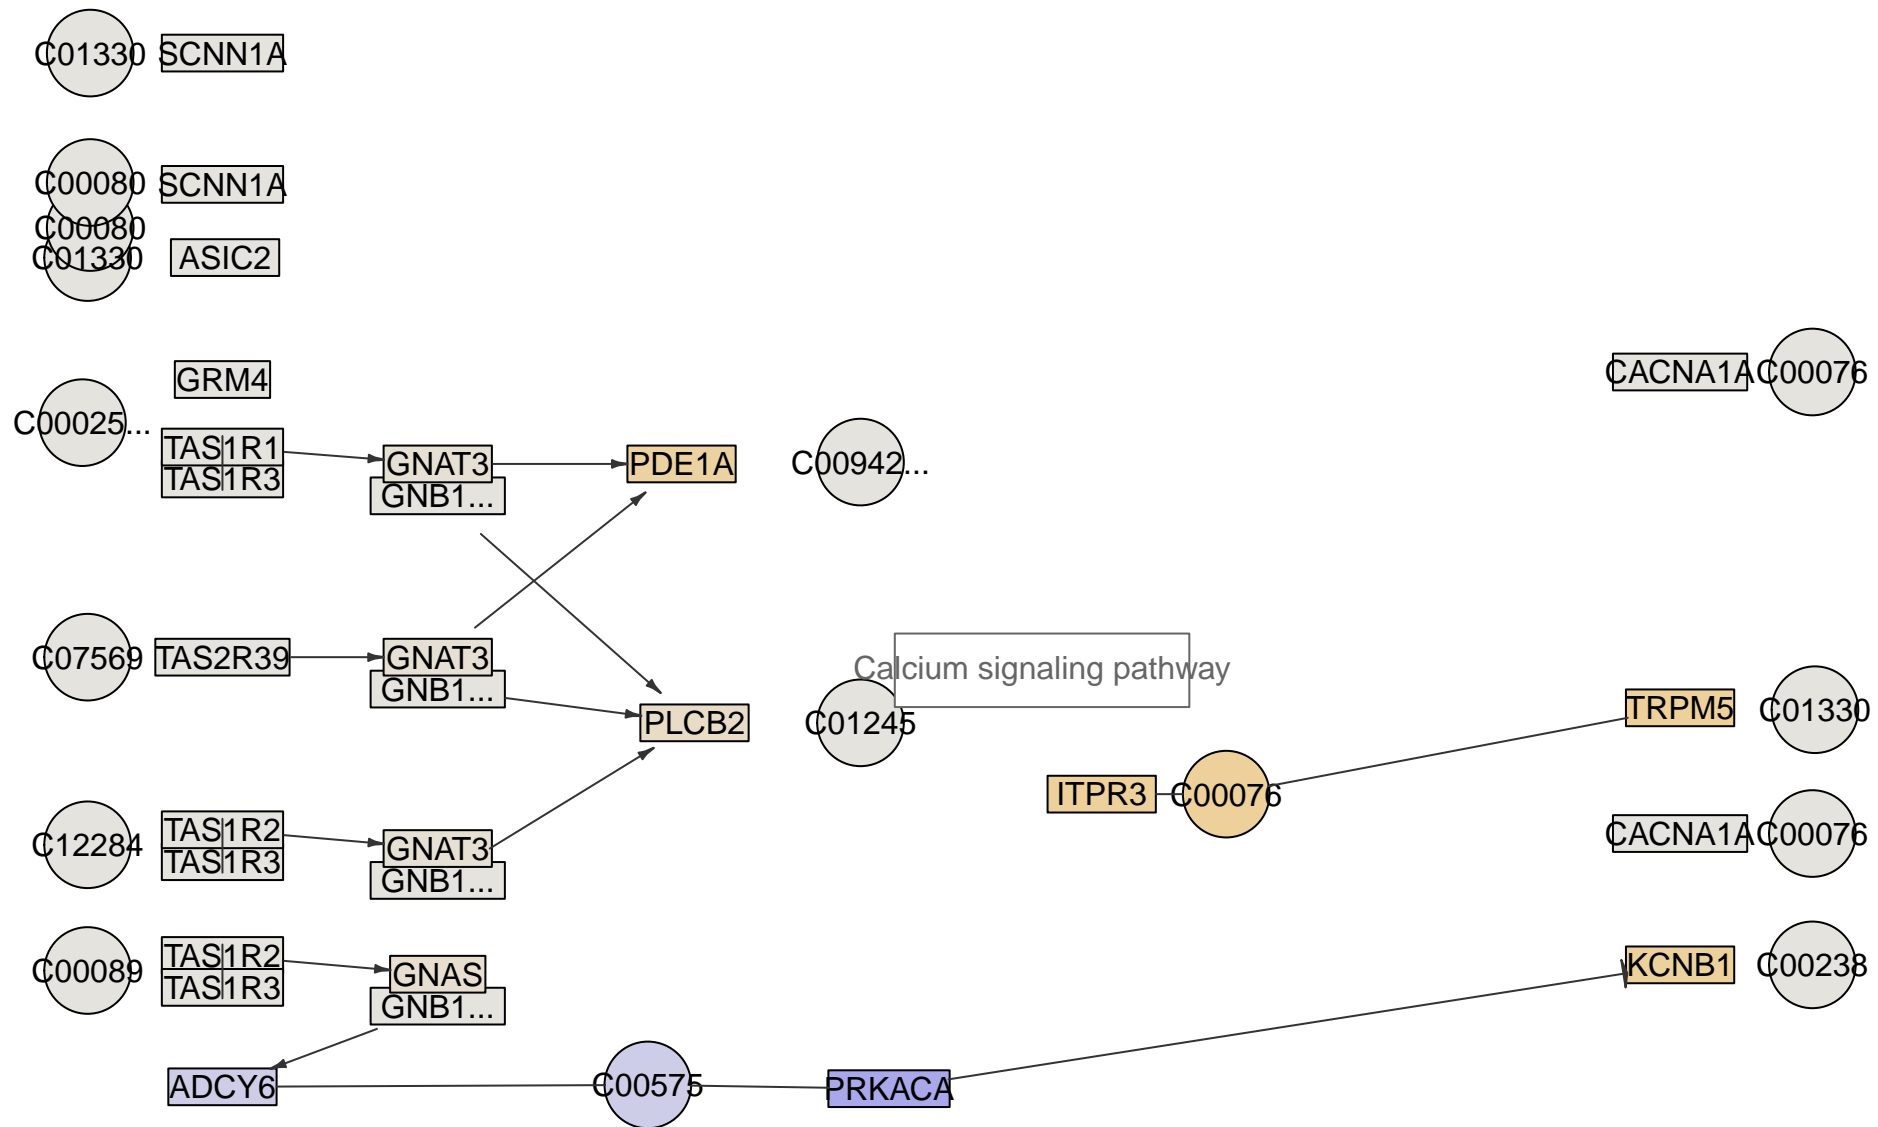 C01330 SCNN1A
C00080 SCNN1A
C00080
C01330 ASIC2
GRM4
CACNA1A C00076
C00025...
TAS1R1
TAS1R3
GNAT3
GNB1...
PDE1A
C00942...
C07569 TAS2R39
GNAT3
GNB1...
Calcium signaling pathway
PLCB2
C01245
TRPM5 C01330
ITPR3 C00076
C12284
TAS1R2
TAS1R3
GNAT3
GNB1...
CACNA1A C00076
C00089
TAS1R2
TAS1R3
GNAS
GNB1...
KCNB1 C00238
ADCY6 C00575 PRKACA